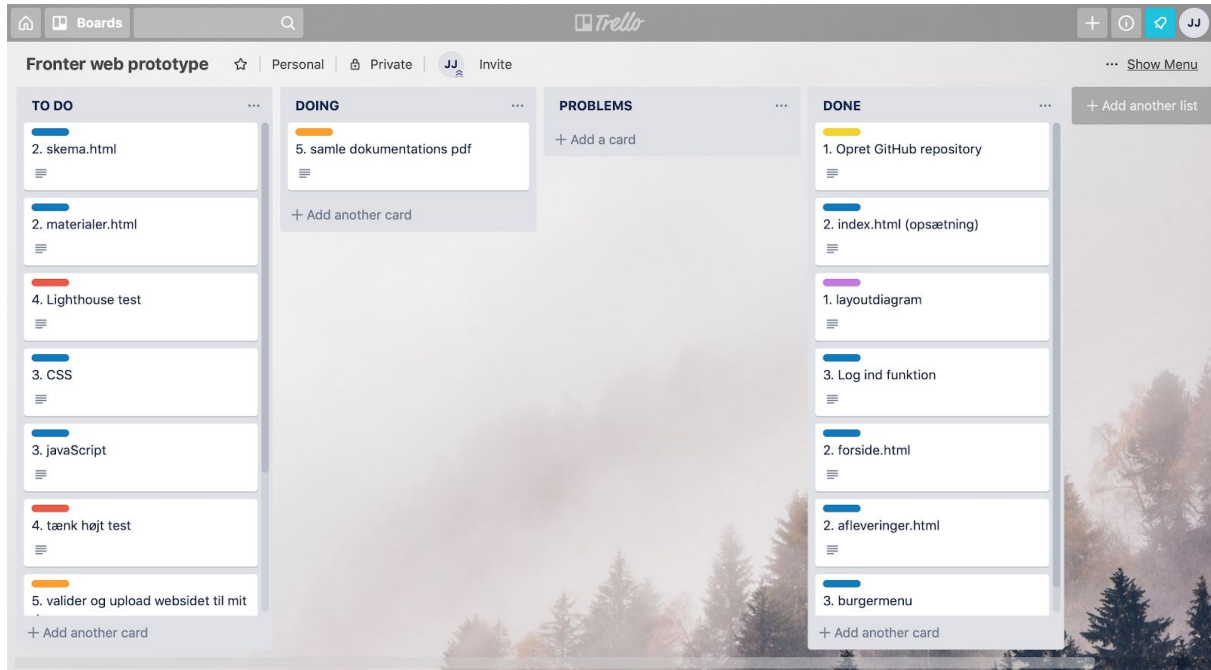 Boards
Trello
JJ
Fronter web prototype
Personal
Private
JJ
Invite
... Show Menu
TO DO
2. skema.html
2. materialer.html
4. Lighthouse test
3. CSS
3. javaScript
4. tænk højt test
5. valider og upload websidet til mit
+ Add another card
DOING
5. samle dokumentations pdf
+ Add another card
PROBLEMS
+ Add a card
DONE
1. Opret GitHub repository
2. index.html (opsætning)
1. layoutdiagram
3. Log ind funktion
2. forside.html
2. afleveringer.html
3. burgermenu
+ Add another card
+ Add another list